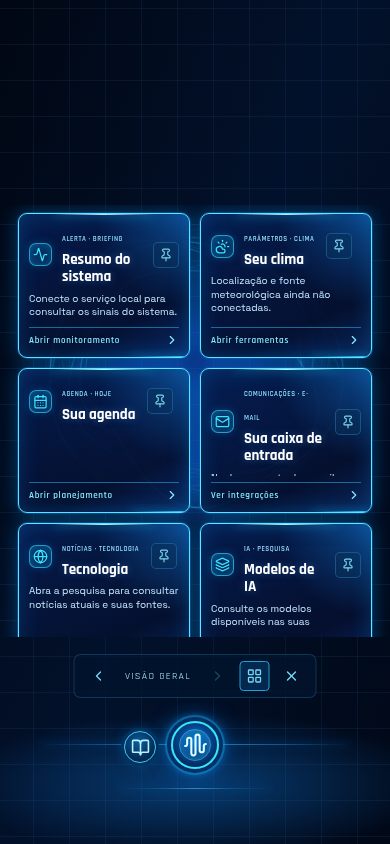 ALERTA · BRIEFING
Resumo do
sistema
Conecte o serviço local para
consultar os sinais do sistema.
Abrir monitoramento
PARÂMETROS · CLIMA
Seu clima
Localização e fonte
meteorológica ainda não
conectadas.
Abrir ferramentas
AGENDA · HOJE
Sua agenda
Abrir planejamento
COMUNICAÇÕES · E-
MAIL
Sua caixa de
entrada
Ver integrações
NOTÍCIAS · TECNOLOGIA
Tecnologia
Abra a pesquisa para consultar
notícias atuais e suas fontes.
IA · PESQUISA
Modelos de
IA
Consulte os modelos
disponíveis nas suas
VISÃO GERAL